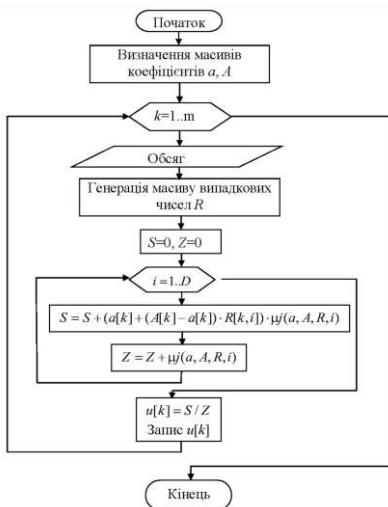 Початок
Визначення масивів
коефіцієнтів a, A
k=1..m
Обсяг
Генерація масиву випадкових
чисел R
S=0, Z=0
i =1..D
S = S + (a[k] + (A[k] − a[k]) · R[k,i]) · μj(a, A, R, i)
Z = Z + μj(a, A, R, i)
u[k] = S / Z
Запис u[k]
Кінець